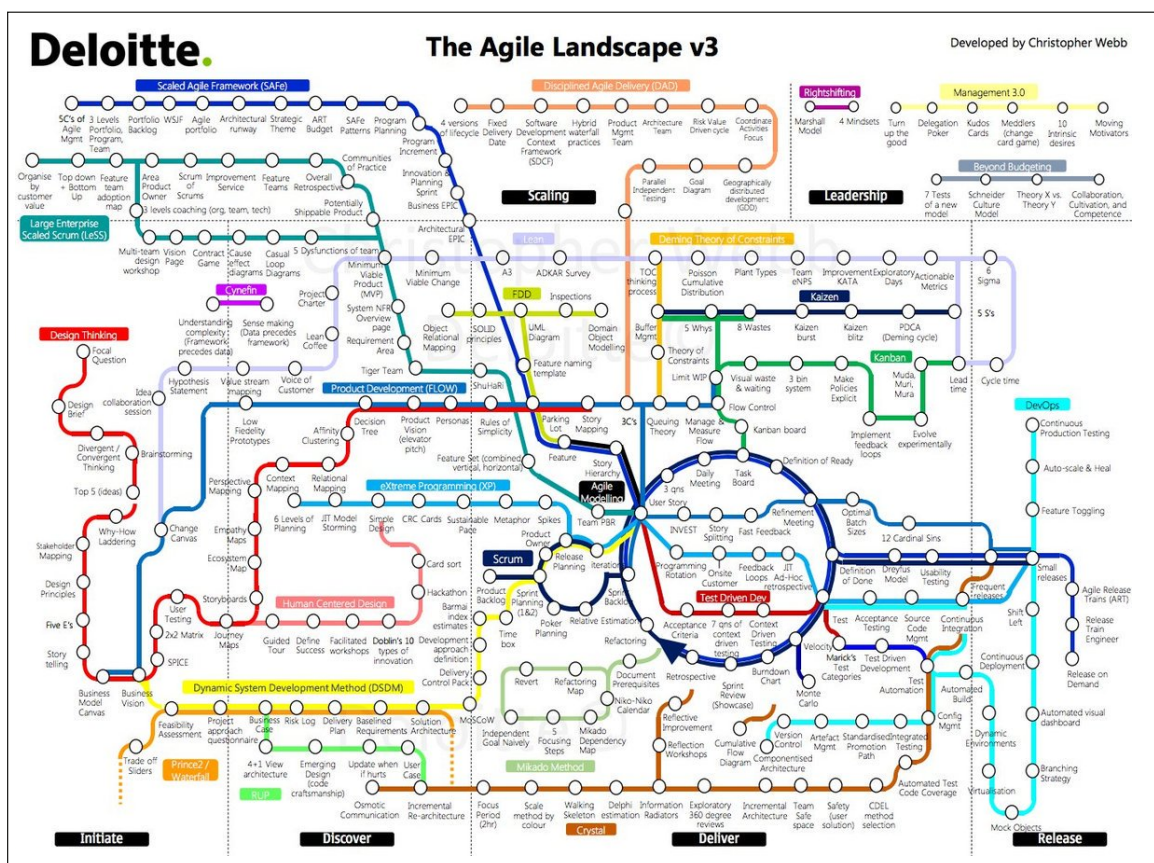 Deloitte.
The Agile Landscape v3
Developed by Christopher Webb
Scaled Agile Framework (SAFe)
5C's of
Agile
Mgmt
3 Levels
Portfolio,
Program,
Team
Portfolio
Backlog
WSJF
Agile
portfolio
Architectural
runway
Strategic
Theme
ART
Budget
SAFe
Patterns
Program
Planning
Program
Increment
Innovation &
Planning
Sprint
Business EPIC
Architectural
EPIC
Organise
by
customer
value
Top down
+ Bottom
Up
Feature
team
adoption
map
Area
Product
Owner
Scrum
of
Scrums
Improvement
Service
Feature
Teams
Overall
Retrospective
Communities
of Practice
Potentially
Shippable Product
3 levels coaching (org, team, tech)
Large Enterprise
Scaled Scrum (LeSS)
Multi-team
design
workshop
Vision
Page
Contract
Game
Cause
effect
diagrams
Casual
Loop
Diagrams
5 Dysfunctions of team
Minimum
Viable
Product
(MVP)
System NFR
Overview
page
Requirement
Area
Tiger Team
ShuHaRi
Disciplined Agile Delivery (DAD)
4 versions
of lifecycle
Fixed
Delivery
Date
Software
Development
Context
Framework
(SDCF)
Hybrid
waterfall
practices
Product
Mgmt
Team
Architecture
Team
Risk Value
Driven cycle
Coordinate
Activities
Focus
Parallel
Independent
Testing
Goal
Diagram
Geographically
distributed
development
(GDD)
Scaling
Rightshifting
Marshall
Model
4 Mindsets
Management 3.0
Turn up
the good
Delegation
Poker
Kudos
Cards
Meddlers
(change
card game)
10
Intrinsic
desires
Moving
Motivators
Beyond Budgeting
7 Tests
of a new
model
Schneider
Culture
Model
Theory X vs.
Theory Y
Collaboration,
Cultivation, and
Competence
Leadership
Lean
Minimum
Viable Change
A3
ADKAR Survey
Project
Charter
Lean
Coffee
Voice of
Customer
Value stream
mapping
Hypothesis
Statement
Idea
collaboration
session
Deming Theory of Constraints
TOC
thinking
process
Poisson
Cumulative
Distribution
Plant Types
Team
eNPS
Improvement
KATA
Exploratory
Days
Actionable
Metrics
6
Sigma
5 S's
Cycle time
Lead
time
Cynefin
Understanding
complexity
(Framework
precedes data)
Sense making
(Data precedes
framework)
FDD
Object
Relational
Mapping
SOLID
principles
UML
Diagram
Inspections
Domain
Object
Modelling
Feature naming
template
Kaizen
Buffer
Mgmt
5 Whys
8 Wastes
Kaizen
burst
Kaizen
blitz
PDCA
(Deming cycle)
Theory of
Constraints
Kanban
Limit WIP
Visual waste
& waiting
3 bin
system
Make
Policies
Explicit
Implement
Feedback
loops
Evolve
experimentally
Muda,
Muri,
Mura
Flow Control
Kanban board
Design Thinking
Focal
Question
Design
Brief
Divergent /
Convergent
Thinking
Brainstorming
Top 5 (ideas)
Why-How
Laddering
Stakeholder
Mapping
Design
Principles
Five E's
Story
telling
Business
Model
Canvas
Business
Vision
SPICE
2x2 Matrix
User
Testing
Journey
Maps
Storyboards
Ecosystem
Map
Empathy
Maps
Perspective
Mapping
Context
Mapping
Relational
Mapping
Affinity
Clustering
Product Development (FLOW)
Change
Canvas
Low
Fidelity
Prototypes
Decision
Tree
Product
Vision
(elevator
pitch)
Personas
Rules of
Simplicity
Parking
Lot
Story
Mapping
3C's
Queuing
Theory
Manage &
Measure
Flow
Feature Set (combined
vertical, horizontal)
Feature
Story
Hierarchy
Agile
Modelling
Team PBR
User Story
3 qns
Daily
Meeting
Task
Board
Definition of Ready
INVEST
Story
Splitting
Fast Feedback
Refinement
Meeting
Optimal
Batch
Sizes
12 Cardinal Sins
eXtreme Programming (XP)
6 Levels of
Planning
JIT Model
Storming
Simple
Design
CRC Cards
Sustainable
Page
Metaphor
Spikes
Product
Owner
Release
Planning
Iteration
Programming
Rotation
Onsite
Customer
Feedback
Loops
JIT
Ad-Hoc
retrospective
Definition
of Done
Dreyfus
Model
Usability
Testing
Frequent
releases
Small
releases
Human Centered Design
Card sort
Hackathon
Guided
Tour
Define
Success
Facilitated
workshops
Doblin's 10
types of
innovation
Scrum
Product
Backlog
Sprint
Planning
(1&2)
Poker
Planning
Relative Estimation
Sprint
Backlog
Refactoring
Test Driven Dev
Acceptance
Criteria
7 qns of
context
driven
testing
Context
Driven
Testing
Test
Marick's
Test
Categories
Acceptance
Testing
Source
Code
Mgmt
Continuous
Integration
Test Driven
Development
Test
Automation
Velocity
Monte
Carlo
Burndown
Chart
Sprint
Review
(Showcase)
Retrospective
Dynamic System Development Method (DSDM)
Barmai
index
estimates
Time
box
Development
approach
definition
Delivery
Control Pack
MoSCoW
Feasibility
Assessment
Project
approach
questionnaire
Business
Case
Risk Log
Delivery
Plan
Baselined
Requirements
Solution
Architecture
Prince2 /
Waterfall
Trade off
Sliders
RUP
4+1 View
architecture
Emerging
Design (code
craftsmanship)
Update when
if hurts
User
Case
Mikado Method
Revert
Refactoring
Map
Document
Prerequisites
Niko-Niko
Calendar
Independent
Goal Naively
5
Focusing
Steps
Mikado
Dependency
Map
Crystal
Osmotic
Communication
Incremental
Re-architecture
Focus
Period
(2hr)
Scale
method by
colour
Walking
Skeleton
Delphi
estimation
Information
Radiators
Exploratory
360 degree
reviews
Incremental
Architecture
Team
Safe
space
Safety
(user
solution)
CDEL
method
selection
Automated Test
Code Coverage
Reflective
Improvement
Reflection
Workshops
Cumulative
Flow
Diagram
Version
Control
Componentised
Architecture
Artefact
Mgmt
Standardised
Promotion
Path
Integrated
Testing
Config
Mgmt
Automated
Build
Dynamic
Environments
Virtualisation
Mock Objects
DevOps
Continuous
Production Testing
Auto-scale & Heal
Feature Toggling
Shift
Left
Continuous
Deployment
Automated visual
dashboard
Branching
Strategy
Agile Release
Trains (ART)
Release
Train
Engineer
Release on
Demand
Initiate
Discover
Deliver
Release